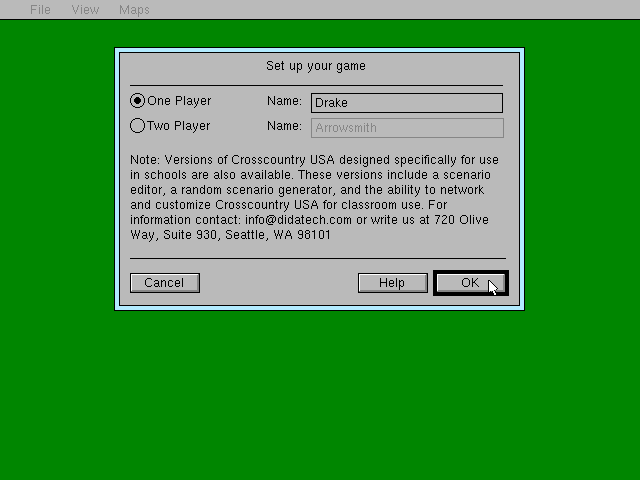 File View Maps
Set up your game
One Player Name: Drake
Two Player Name: Arrowsmith
Note: Versions of Crosscountry USA designed specifically for use
in schools are also available. These versions include a scenario
editor, a random scenario generator, and the ability to network
and customize Crosscountry USA for classroom use. For
information contact: info@didatech.com or write us at 720 Olive
Way, Suite 930, Seattle, WA 98101
Cancel Help OK